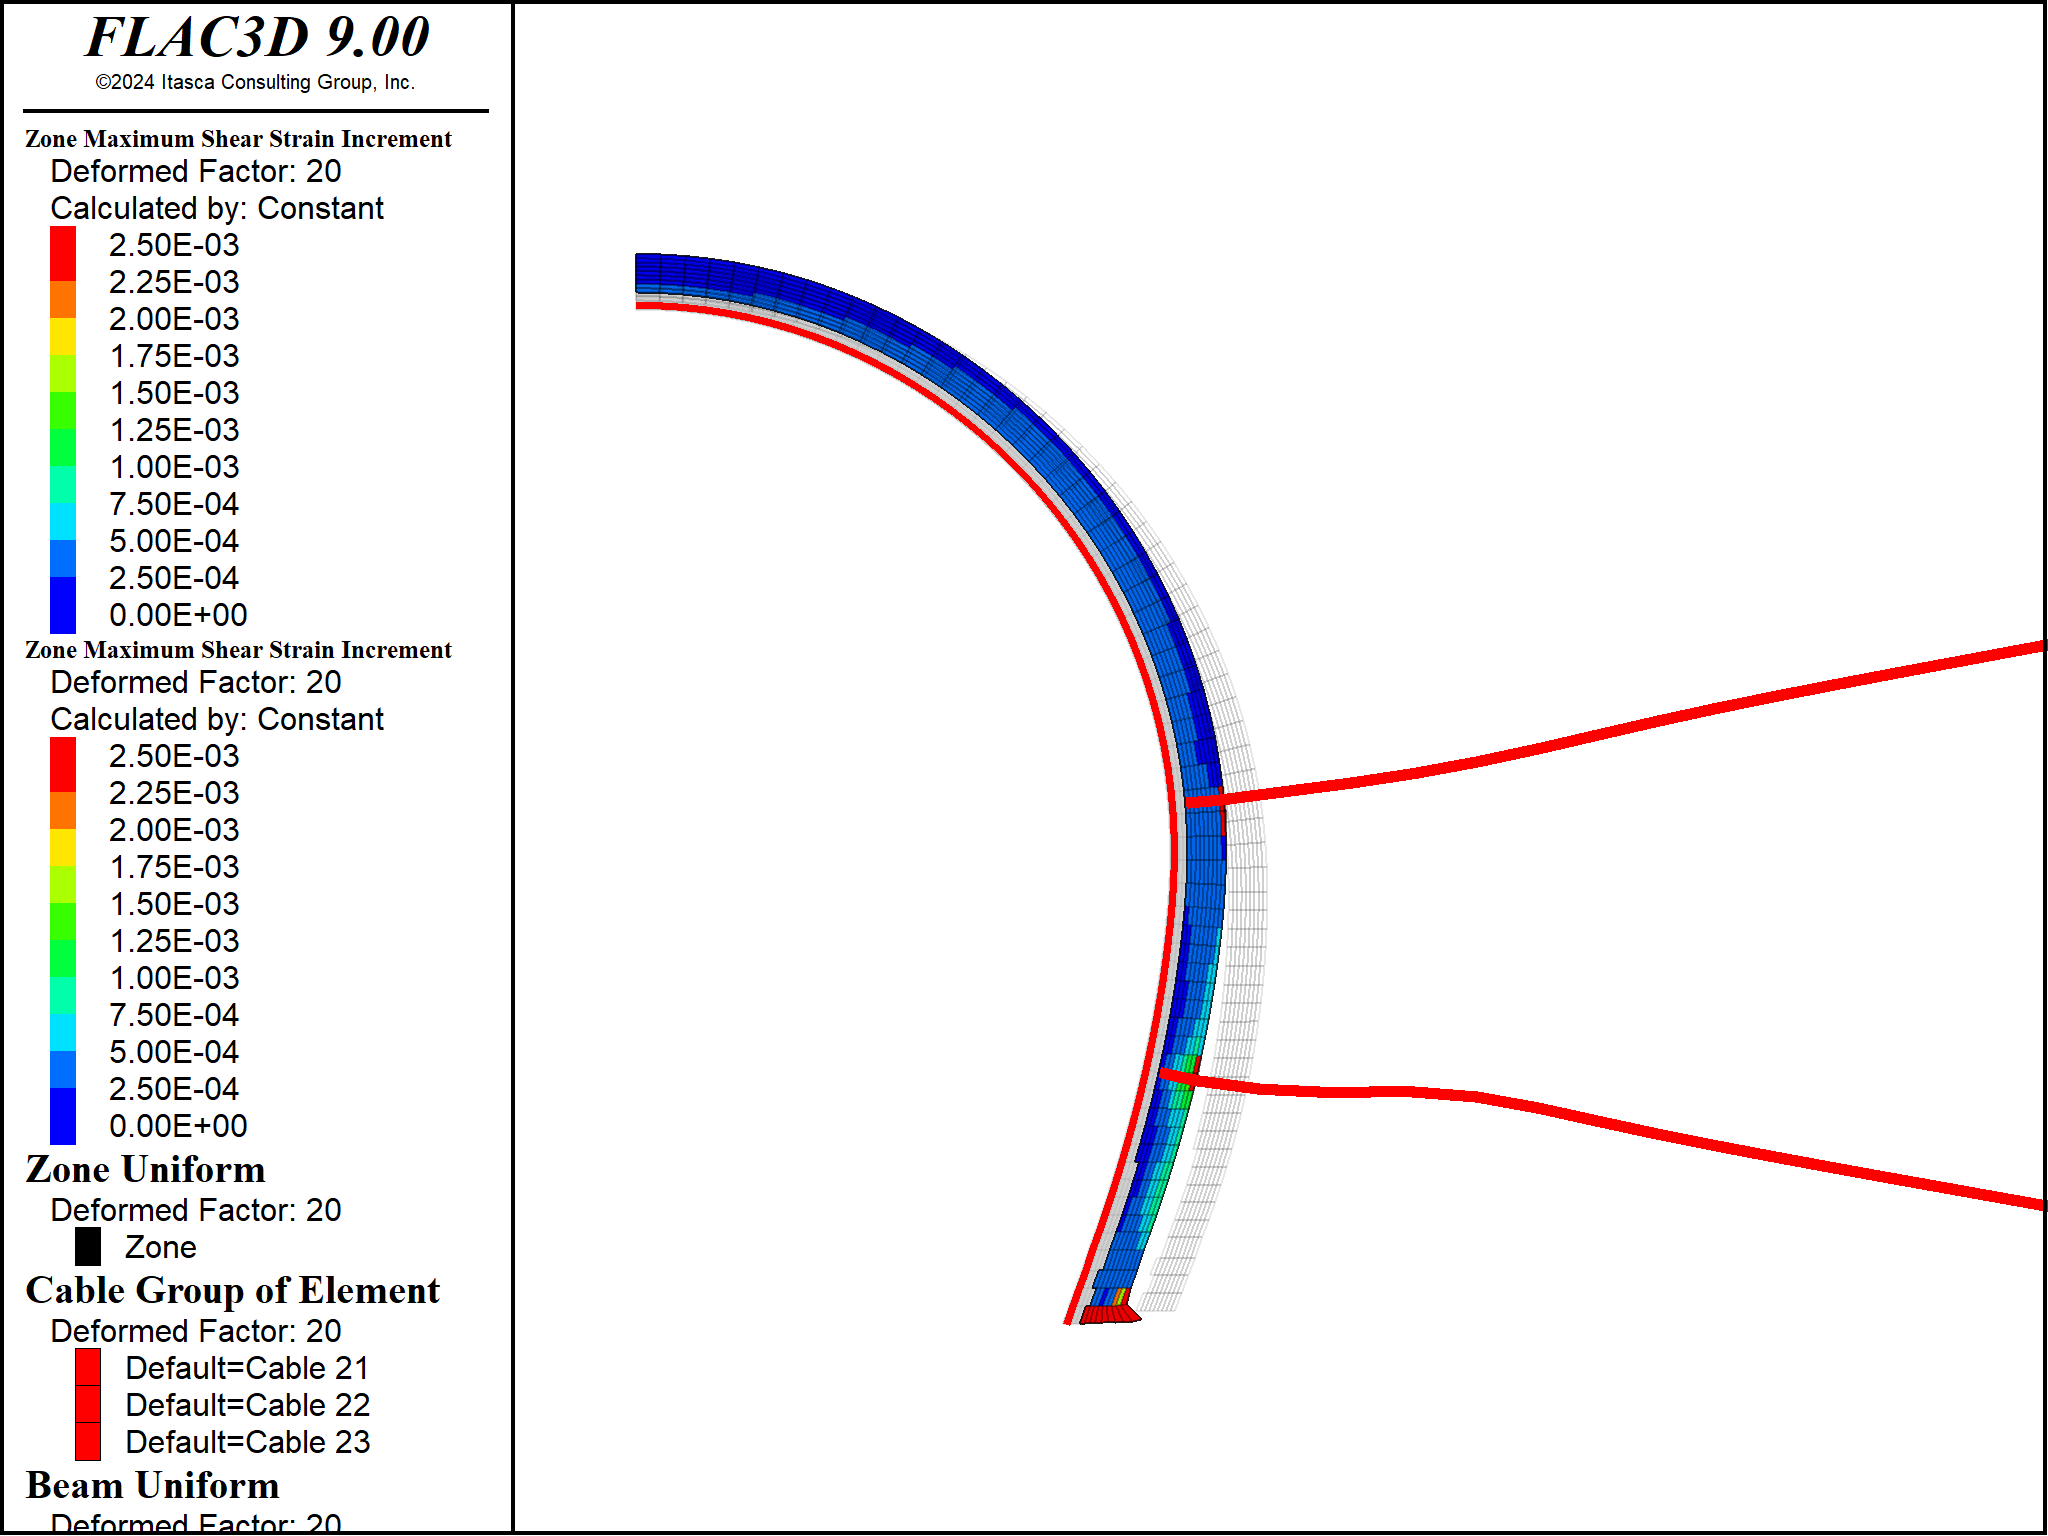 FLAC3D 9.00
©2024 Itasca Consulting Group, Inc.
Zone Maximum Shear Strain Increment
Deformed Factor: 20
Calculated by: Constant
2.50E-03
2.25E-03
2.00E-03
1.75E-03
1.50E-03
1.25E-03
1.00E-03
7.50E-04
5.00E-04
2.50E-04
0.00E+00
Zone Maximum Shear Strain Increment
Deformed Factor: 20
Calculated by: Constant
2.50E-03
2.25E-03
2.00E-03
1.75E-03
1.50E-03
1.25E-03
1.00E-03
7.50E-04
5.00E-04
2.50E-04
0.00E+00
Zone Uniform
Deformed Factor: 20
Zone
Cable Group of Element
Deformed Factor: 20
Default=Cable 21
Default=Cable 22
Default=Cable 23
Beam Uniform
Deformed Factor: 20